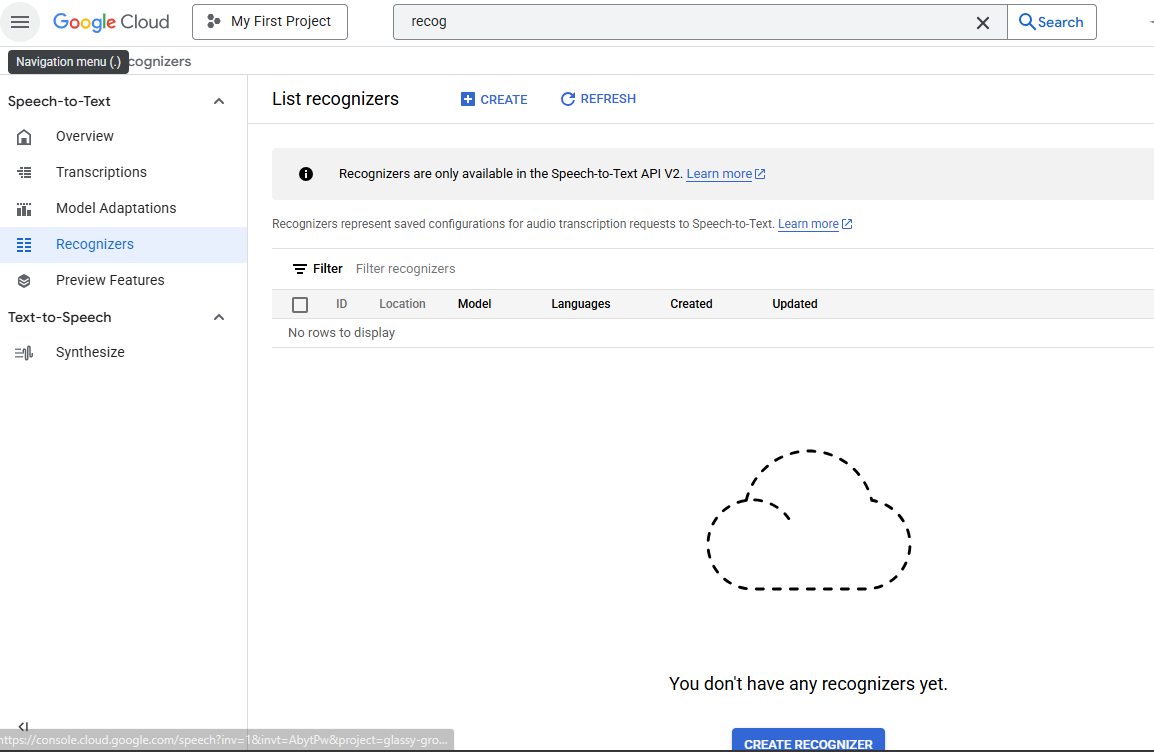 Google Cloud
My First Project
recog
Search
Navigation menu (.)
cognizers
Speech-to-Text
Overview
Transcriptions
Model Adaptations
Recognizers
Preview Features
Text-to-Speech
Synthesize
List recognizers
CREATE
REFRESH
Recognizers are only available in the Speech-to-Text API V2. Learn more
Recognizers represent saved configurations for audio transcription requests to Speech-to-Text. Learn more
Filter Filter recognizers
ID Location Model Languages Created Updated
No rows to display
You don't have any recognizers yet.
CREATE RECOGNIZER
https://console.cloud.google.com/speech?inv=1&invt=AbytPw&project=glassy-gro...